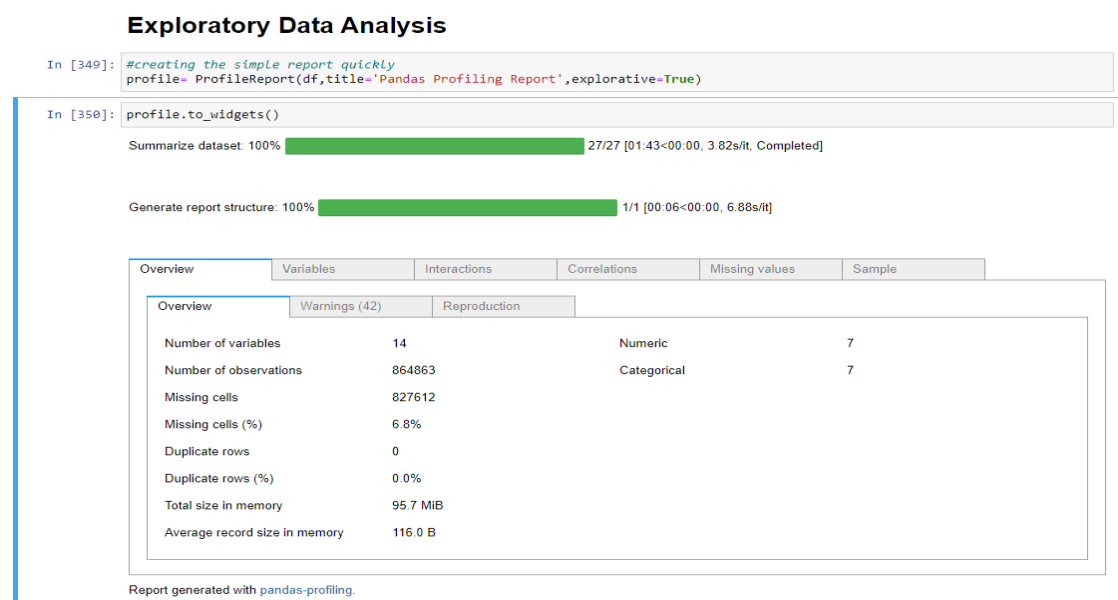 Exploratory Data Analysis
In [349]: #creating the simple report quickly
profile= ProfileReport(df,title='Pandas Profiling Report',explorative=True)
In [350]: profile.to_widgets()
Summarize dataset: 100% 27/27 [01:43<00:00, 3.82s/it, Completed]
Generate report structure: 100% 1/1 [00:06<00:00, 6.88s/it]
Overview Variables Interactions Correlations Missing values Sample
Overview Warnings (42) Reproduction
Number of variables 14 Numeric 7
Number of observations 864863 Categorical 7
Missing cells 827612
Missing cells (%) 6.8%
Duplicate rows 0
Duplicate rows (%) 0.0%
Total size in memory 95.7 MiB
Average record size in memory 116.0 B
Report generated with pandas-profiling.